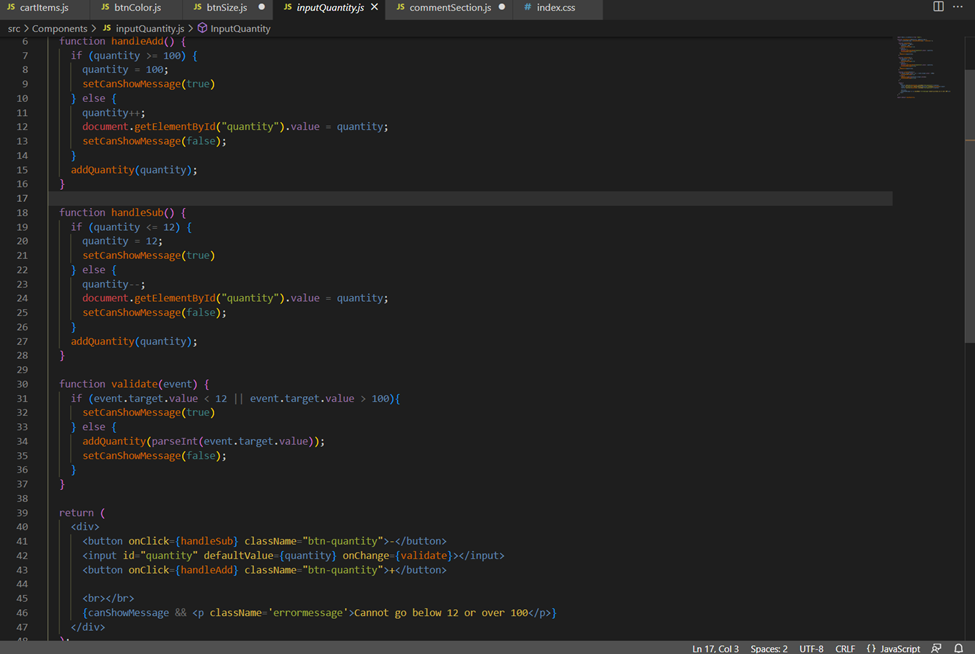 JS cartItems.js JS btnColor.js JS btnSize.js JS inputQuantity.js JS commentSection.js # index.css
src > Components > JS inputQuantity.js > InputQuantity
6 function handleAdd() {
7 if (quantity >= 100) {
8 quantity = 100;
9 setCanShowMessage(true)
10 } else {
11 quantity++;
12 document.getElementById("quantity").value = quantity;
13 setCanShowMessage(false);
14 }
15 addQuantity(quantity);
16 }
17
18 function handleSub() {
19 if (quantity <= 12) {
20 quantity = 12;
21 setCanShowMessage(true)
22 } else {
23 quantity--;
24 document.getElementById("quantity").value = quantity;
25 setCanShowMessage(false);
26 }
27 addQuantity(quantity);
28 }
29
30 function validate(event) {
31 if (event.target.value < 12 || event.target.value > 100){
32 setCanShowMessage(true)
33 } else {
34 addQuantity(parseInt(event.target.value));
35 setCanShowMessage(false);
36 }
37 }
38
39 return (
40 <div>
41 <button onClick={handleSub} className="btn-quantity">-</button>
42 <input id="quantity" defaultValue={quantity} onChange={validate}></input>
43 <button onClick={handleAdd} className="btn-quantity">+</button>
44
45 <br></br>
46 {canShowMessage && <p className='errormessage'>Cannot go below 12 or over 100</p>}
47 </div>
48 );
Ln 17, Col 3 Spaces: 2 UTF-8 CRLF {} JavaScript